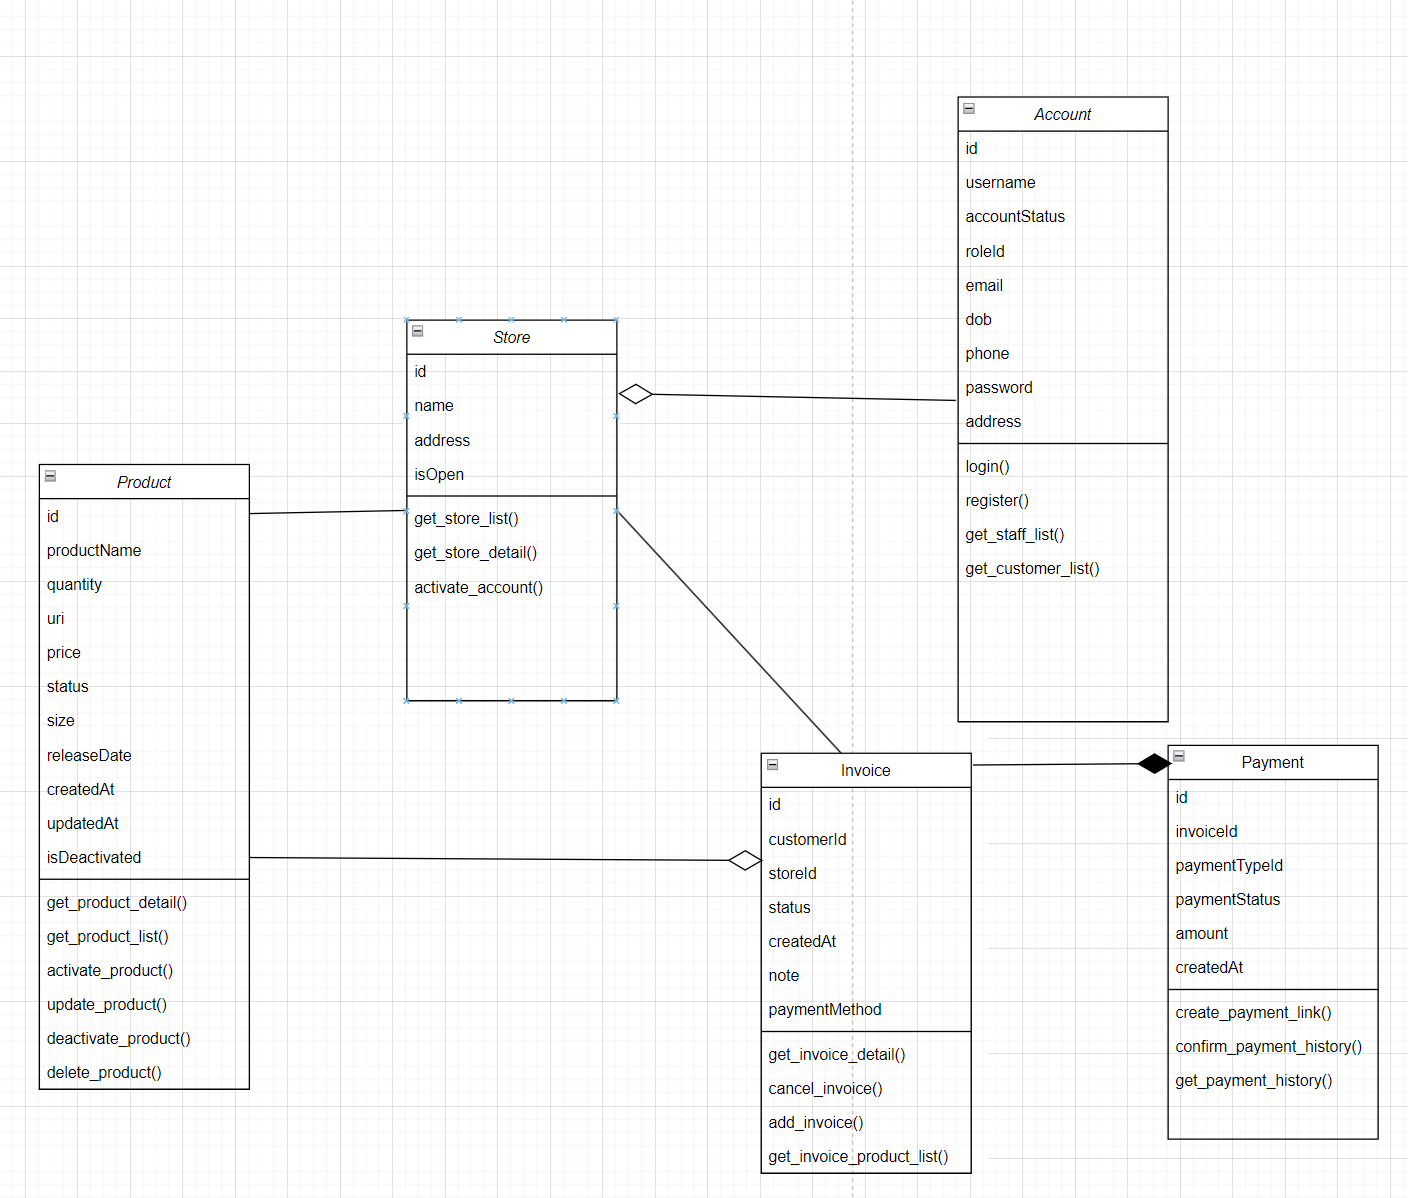 Account
id
username
accountStatus
roleId
email
dob
phone
password
address
login()
register()
get_staff_list()
get_customer_list()
Store
id
name
address
isOpen
get_store_list()
get_store_detail()
activate_account()
Product
id
productName
quantity
uri
price
status
size
releaseDate
createdAt
updatedAt
isDeactivated
get_product_detail()
get_product_list()
activate_product()
update_product()
deactivate_product()
delete_product()
Invoice
id
customerId
storeId
status
createdAt
note
paymentMethod
get_invoice_detail()
cancel_invoice()
add_invoice()
get_invoice_product_list()
Payment
id
invoiceId
paymentTypeId
paymentStatus
amount
createdAt
create_payment_link()
confirm_payment_history()
get_payment_history()